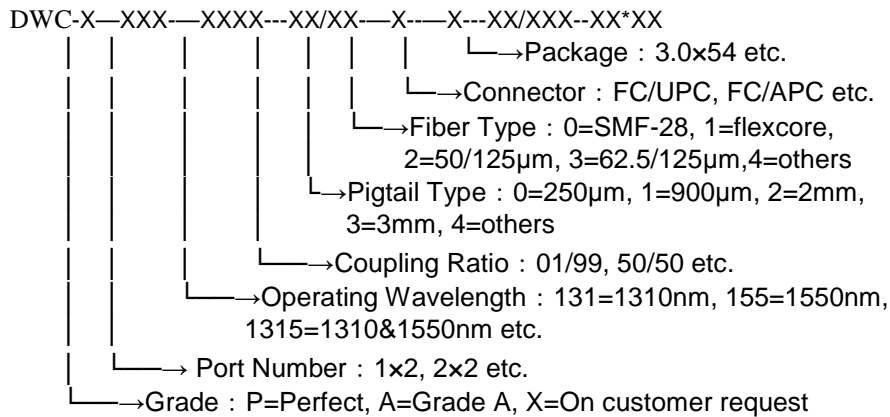 DWC-X—XXX-—XXXX---XX/XX-—X-—X---XX/XXX--XX*XX
Package：3.0×54 etc.
Connector：FC/UPC, FC/APC etc.
Fiber Type：0=SMF-28, 1=flexcore,
2=50/125µm, 3=62.5/125µm,4=others
Pigtail Type：0=250µm, 1=900µm, 2=2mm,
3=3mm, 4=others
Coupling Ratio：01/99, 50/50 etc.
Operating Wavelength：131=1310nm, 155=1550nm,
1315=1310&1550nm etc.
Port Number：1×2, 2×2 etc.
Grade：P=Perfect, A=Grade A, X=On customer request